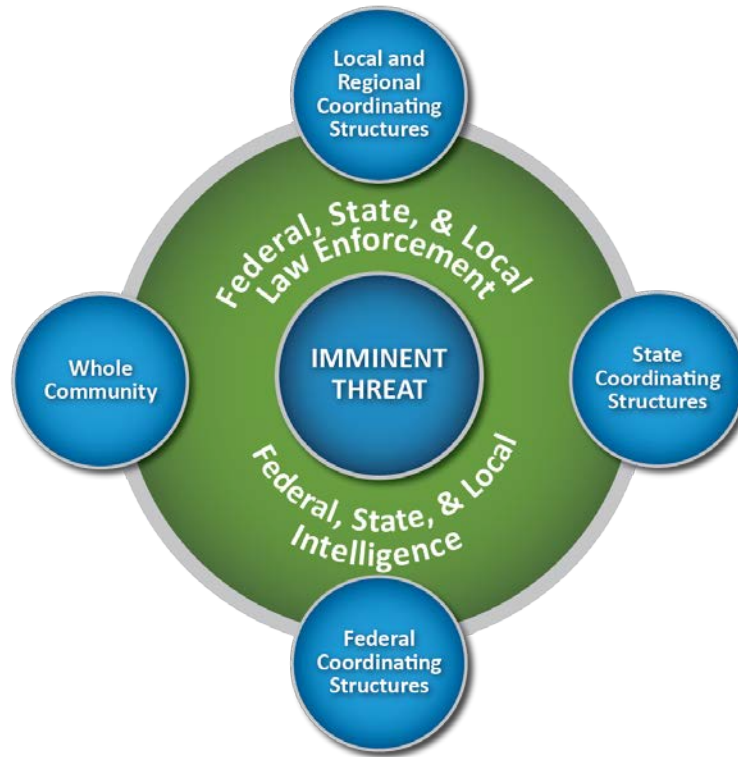 Local and
Regional
Coordinating
Structures
Federal, State, & Local
Law Enforcement
IMMINENT
THREAT
Whole
Community
State
Coordinating
Structures
Federal, State, & Local
Intelligence
Federal
Coordinating
Structures